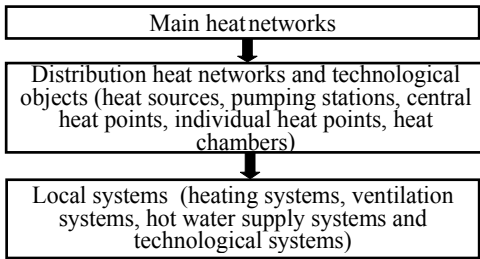 Main heat networks
Distribution heat networks and technological
objects (heat sources, pumping stations, central
heat points, individual heat points, heat
chambers)
Local systems (heating systems, ventilation
systems, hot water supply systems and
technological systems)